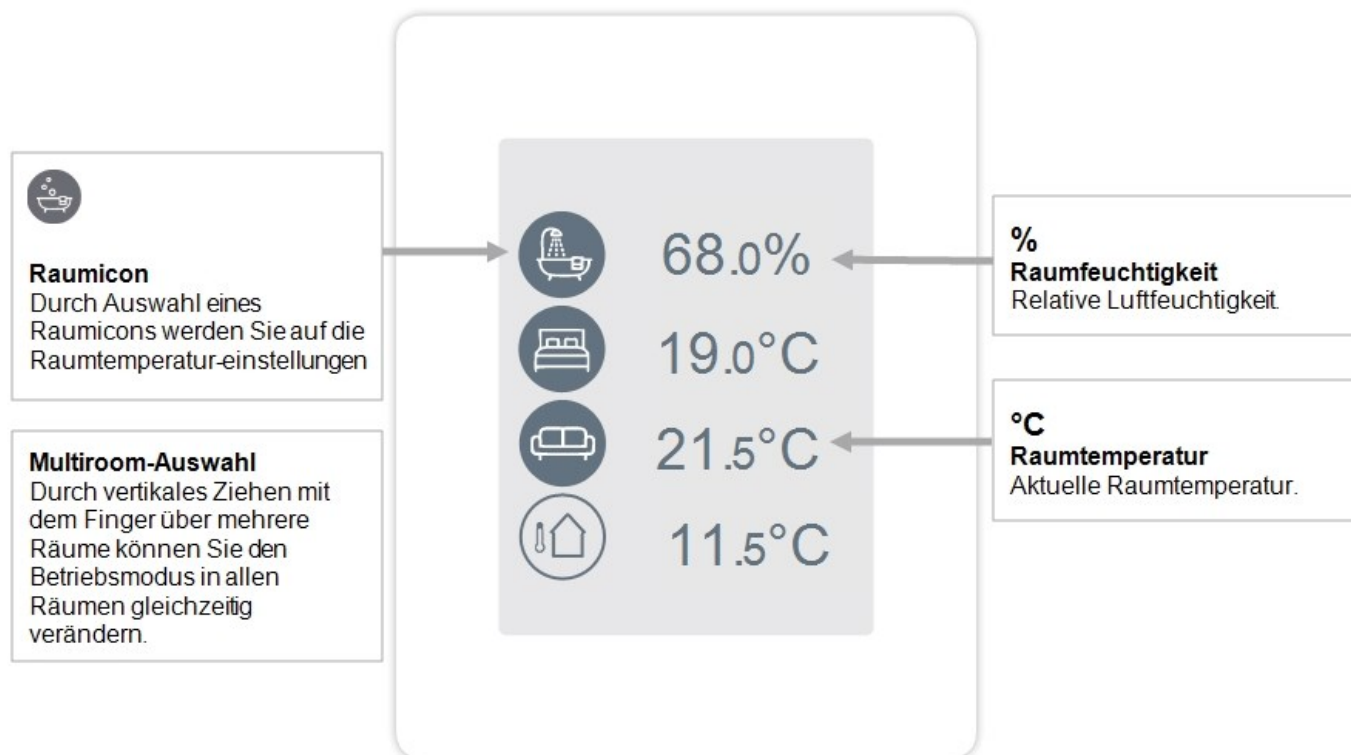 Raumicon
Durch Auswahl eines
Raumicons werden Sie auf die
Raumtemperatur-einstellungen
Multiroom-Auswahl
Durch vertikales Ziehen mit
dem Finger über mehrere
Räume können Sie den
Betriebsmodus in allen
Räumen gleichzeitig
verändern.
68.0%
19.0°C
21.5°C
11.5°C
%
Raumfeuchtigkeit
Relative Luftfeuchtigkeit.
°C
Raumtemperatur
Aktuelle Raumtemperatur.